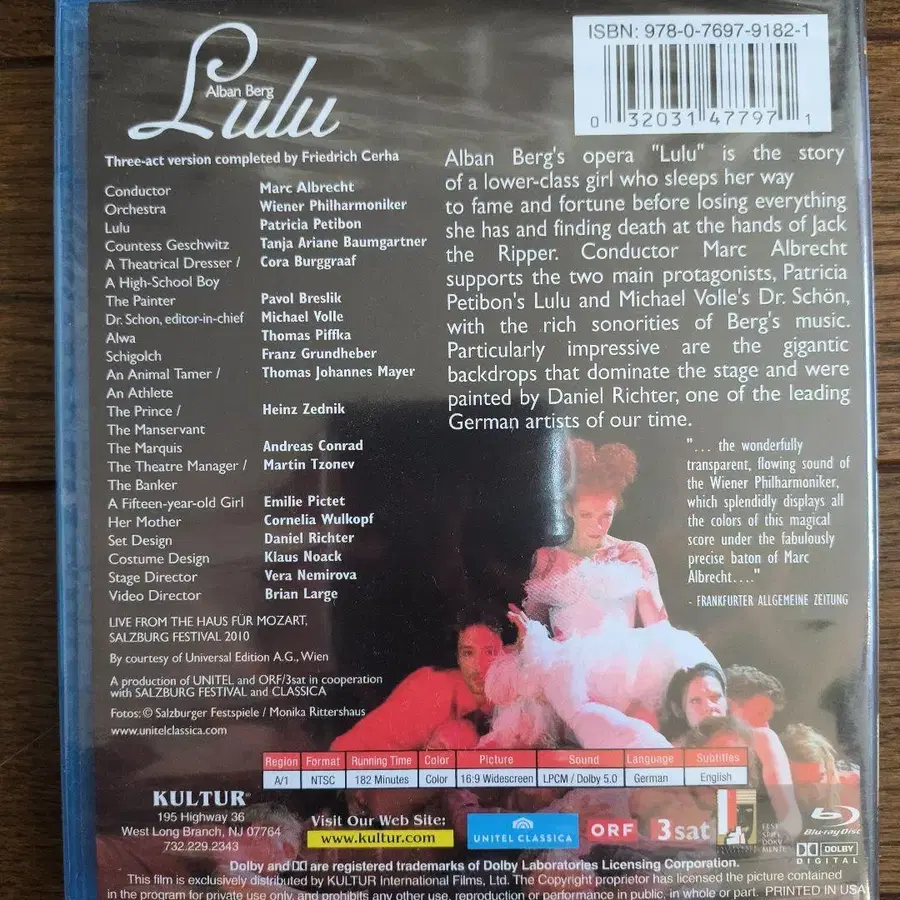 Lulu
Alban Berg
ISBN: 978-0-7697-9182-1
0 32031 47797 1
Three-act version completed by Friedrich Cerha
Conductor Marc Albrecht
Orchestra Wiener Philharmoniker
Lulu Patricia Petibon
Countess Geschwitz Tanja Ariane Baumgartner
A Theatrical Dresser / Cora Burggraaf
A High-School Boy
The Painter Pavol Breslik
Dr. Schon, editor-in-chief Michael Volle
Alwa Thomas Piffka
Schigolch Franz Grundheber
An Animal Tamer / Thomas Johannes Mayer
An Athlete
The Prince / Heinz Zednik
The Manservant
The Marquis Andreas Conrad
The Theatre Manager / Martin Tzonev
The Banker
A Fifteen-year-old Girl Emilie Pictet
Her Mother Cornelia Wulkopf
Set Design Daniel Richter
Costume Design Klaus Noack
Stage Director Vera Nemirova
Video Director Brian Large
LIVE FROM THE HAUS FÜR MOZART,
SALZBURG FESTIVAL 2010
By courtesy of Universal Edition A.G., Wien
A production of UNITEL and ORF/3sat in cooperation
with SALZBURG FESTIVAL and CLASSICA
Fotos: © Salzburger Festspiele / Monika Rittershaus
www.unitelclassica.com
Alban Berg's opera "Lulu" is the story
of a lower-class girl who sleeps her way
to fame and fortune before losing everything
she has and finding death at the hands of Jack
the Ripper. Conductor Marc Albrecht
supports the two main protagonists, Patricia
Petibon's Lulu and Michael Volle's Dr. Schön,
with the rich sonorities of Berg's music.
Particularly impressive are the gigantic
backdrops that dominate the stage and were
painted by Daniel Richter, one of the leading
German artists of our time.
"... the wonderfully
transparent, flowing sound of
the Wiener Philharmoniker,
which splendidly displays all
the colors of this magical
score under the fabulously
precise baton of Marc
Albrecht...."
- FRANKFURTER ALLGEMEINE ZEITUNG
Region Format Running Time Color Picture Sound Language Subtitles
A/1 NTSC 182 Minutes Color 16:9 Widescreen LPCM / Dolby 5.0 German English
KULTUR
195 Highway 36
West Long Branch, NJ 07764
732.229.2343
Visit Our Web Site:
www.kultur.com
UNITEL CLASSICA
ORF
3sat
FEST
SPIEL
DOKU
MENTE
Blu-ray Disc
DOLBY
DIGITAL
Dolby and are registered trademarks of Dolby Laboratories Licensing Corporation.
This film is exclusively distributed by KULTUR International Films, Ltd. The Copyright proprietor has licensed the picture contained
in the program for private use only, and prohibits any other use, reproduction or performance in public, in whole or part. PRINTED IN USA